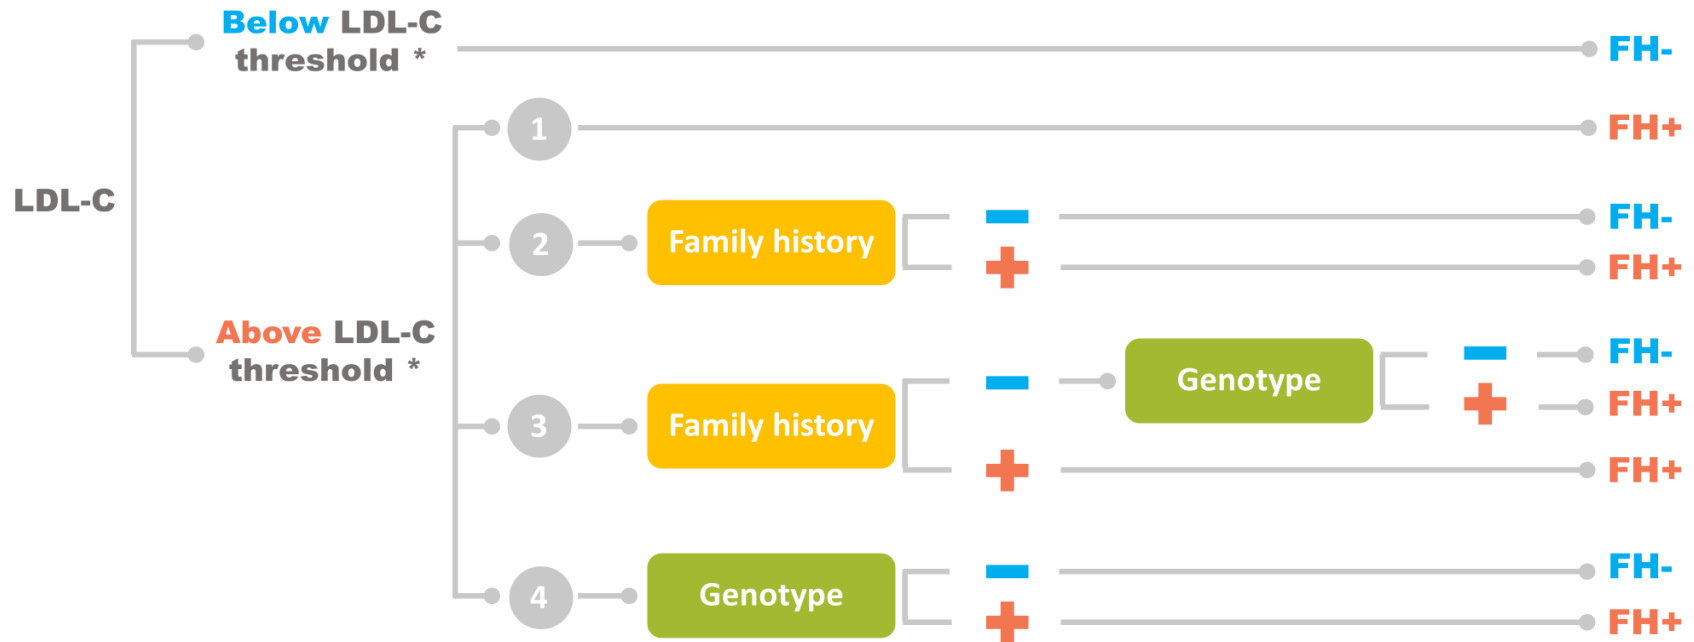 Below LDL-C
threshold *
FH-
1
FH+
LDL-C
2
Family history
FH-
FH+
Above LDL-C
threshold *
3
Family history
Genotype
FH-
FH+
FH+
4
Genotype
FH-
FH+